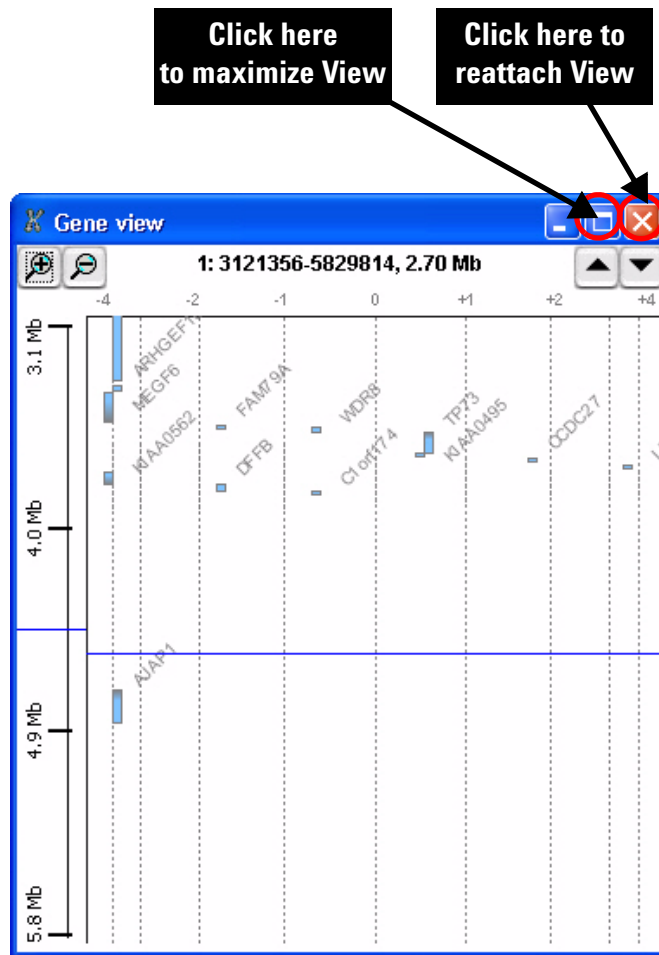 Click here
to maximize View
Click here to
reattach View
Gene view
1: 3121356-5829814, 2.70 Mb
-4 -2 -1 0 +1 +2 +4
3.1 Mb
MEGF6
FAM79A
WDR8
TP73
CCDC27
KIAA0562
DFFB
C1orf174
KIAA0495
4.0 Mb
AJAP1
4.9 Mb
5.8 Mb